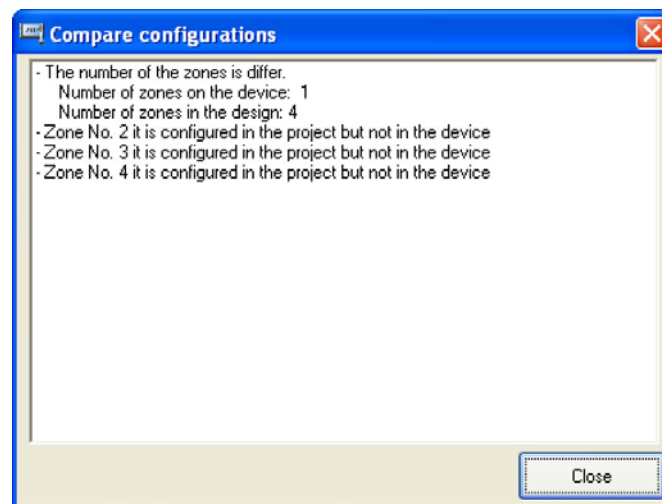 Compare configurations
- The number of the zones is differ.
Number of zones on the device: 1
Number of zones in the design: 4
- Zone No. 2 it is configured in the project but not in the device
- Zone No. 3 it is configured in the project but not in the device
- Zone No. 4 it is configured in the project but not in the device
Close